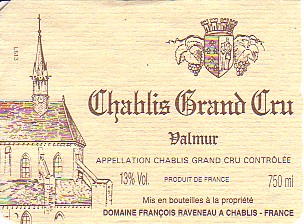 Chablis Grand Cru
Valmur
APPELLATION CHABLIS GRAND CRU CONTRÔLÉE
13% Vol. PRODUIT DE FRANCE 750 ml
Mis en bouteilles à la propriété
DOMAINE FRANÇOIS RAVENEAU A CHABLIS - FRANCE